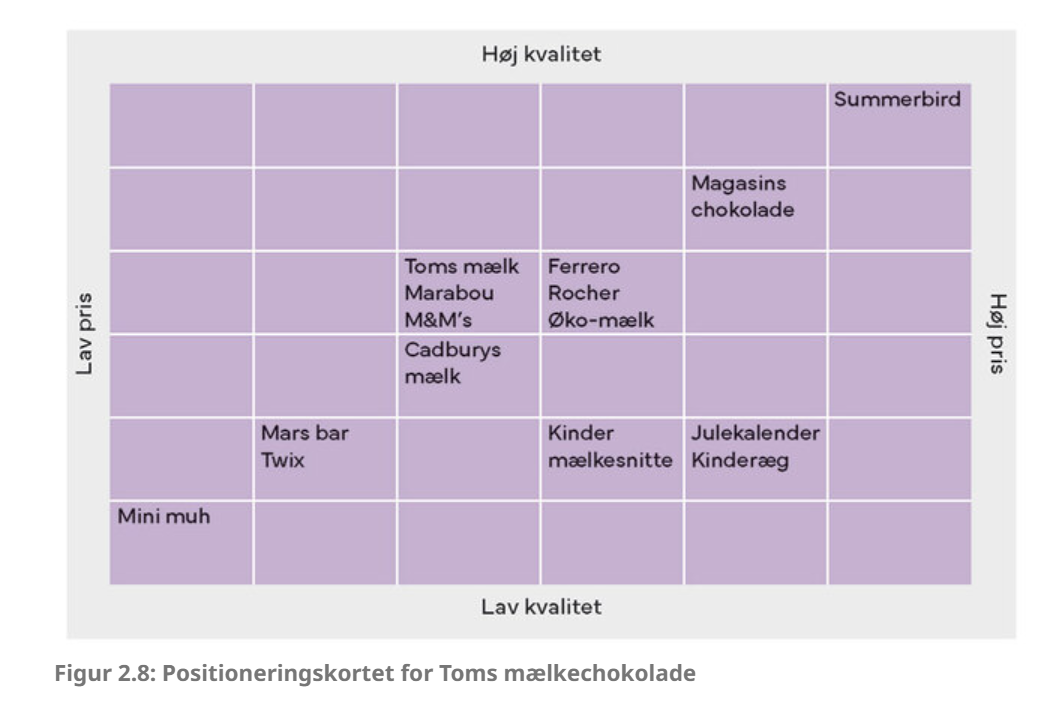 Høj kvalitet
Summerbird
Magasins
chokolade
Toms mælk
Marabou
M&M's
Ferrero
Rocher
Øko-mælk
Lav pris
Høj pris
Cadburys
mælk
Mars bar
Twix
Kinder
mælkesnitte
Julekalender
Kinderæg
Mini muh
Lav kvalitet
Figur 2.8: Positioneringskortet for Toms mælkechokolade